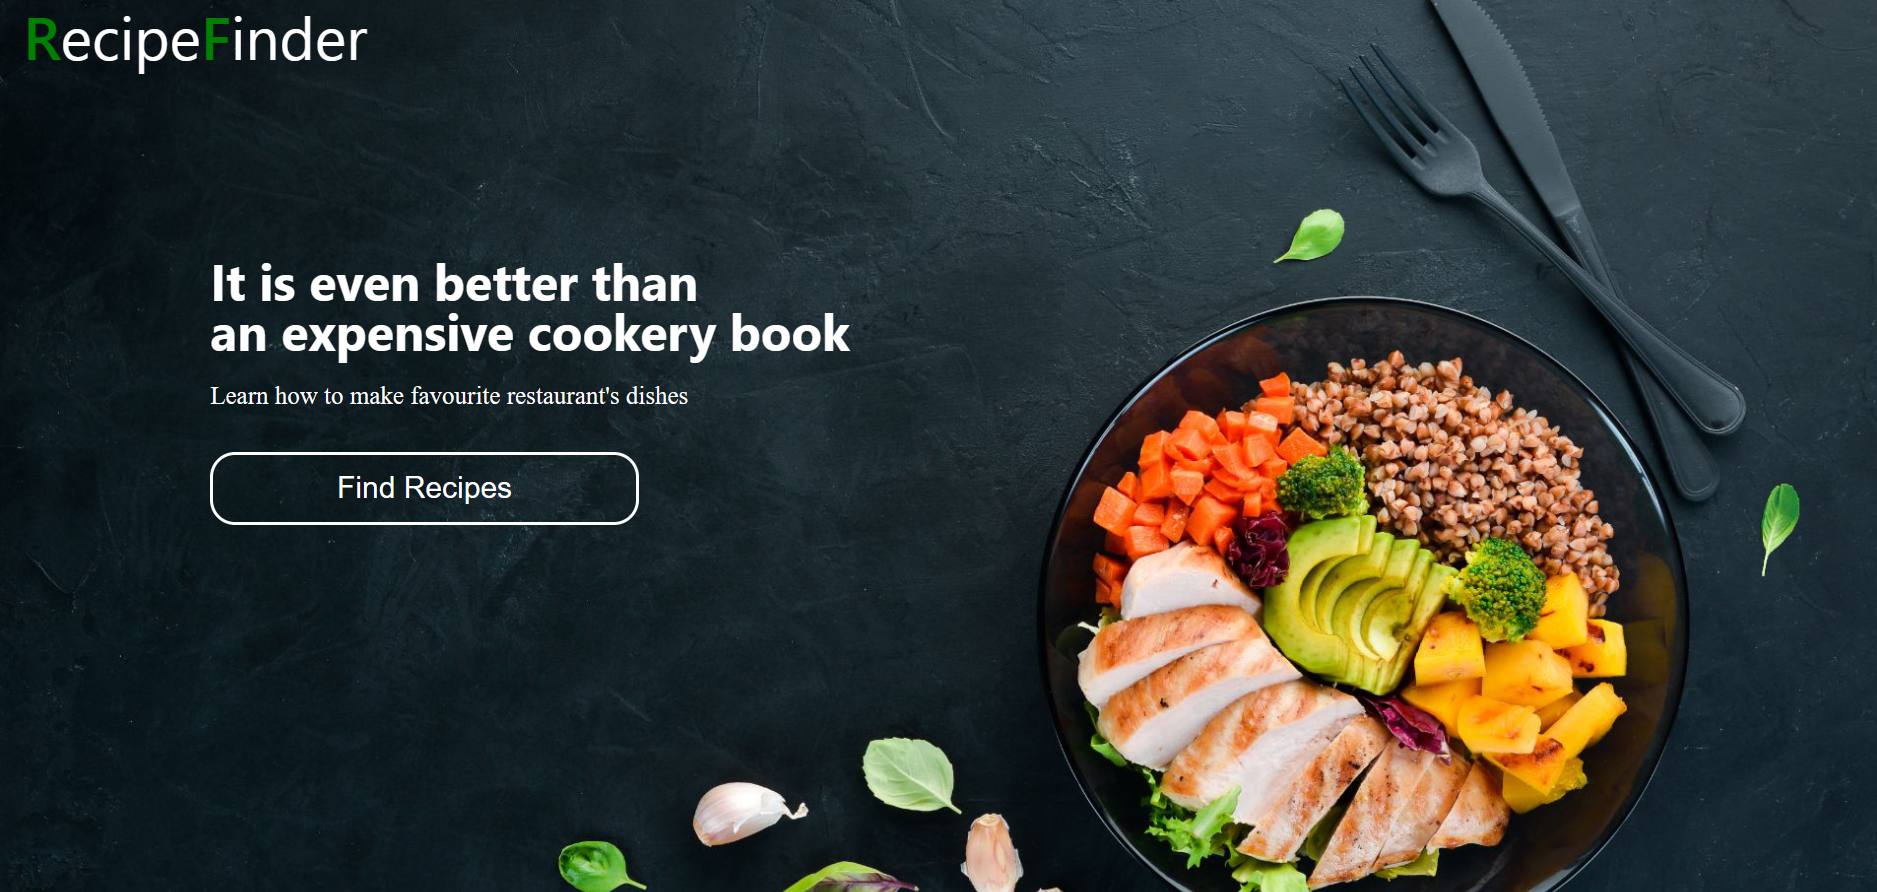 RecipeFinder
It is even better than
an expensive cookery book
Learn how to make favourite restaurant's dishes
Find Recipes